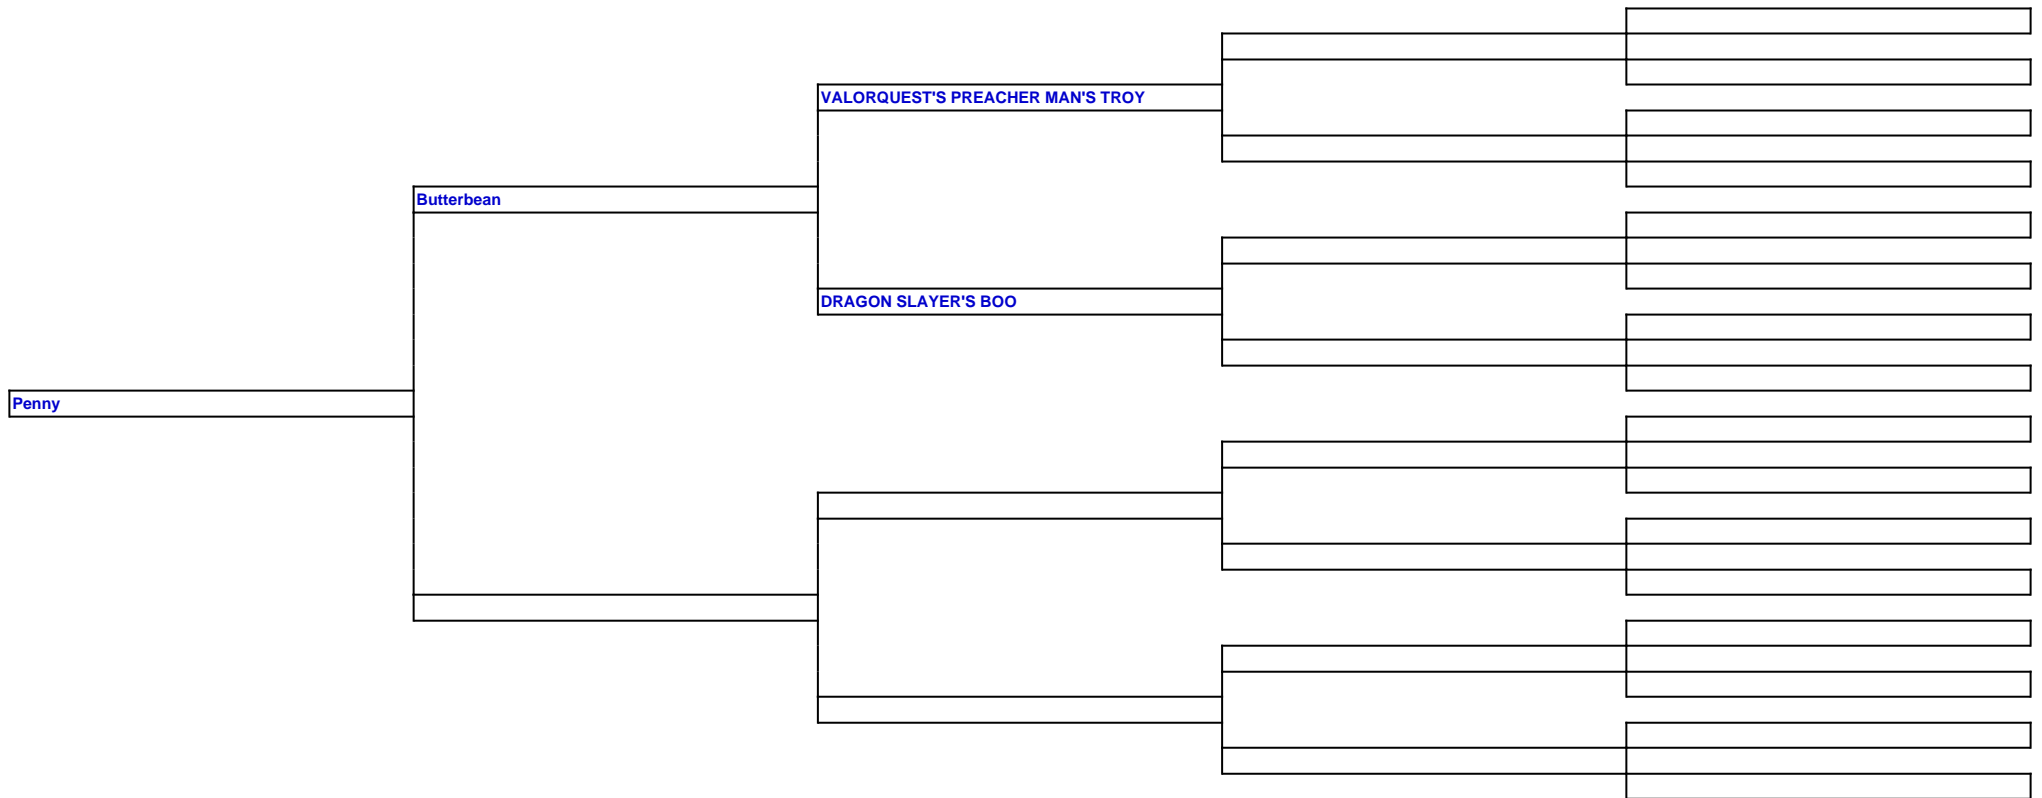 VALORQUEST'S PREACHER MAN'S TROY
Butterbean
DRAGON SLAYER'S BOO
Penny